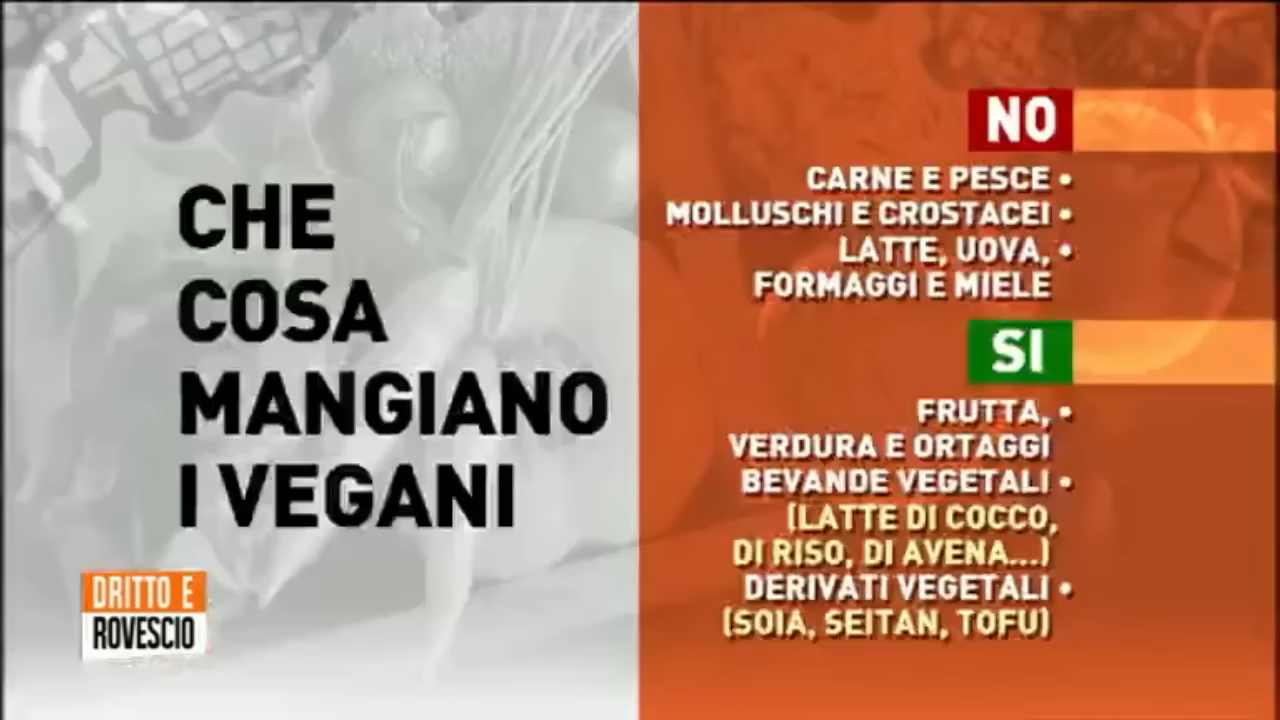 CHE
COSA
MANGIANO
I VEGANI
DRITTO E
ROVESCIO
NO
CARNE E PESCE •
MOLLUSCHI E CROSTACEI •
LATTE, UOVA, •
FORMAGGI E MIELE
SI
FRUTTA, •
VERDURA E ORTAGGI
BEVANDE VEGETALI •
(LATTE DI COCCO,
DI RISO, DI AVENA...)
DERIVATI VEGETALI •
(SOIA, SEITAN, TOFU)